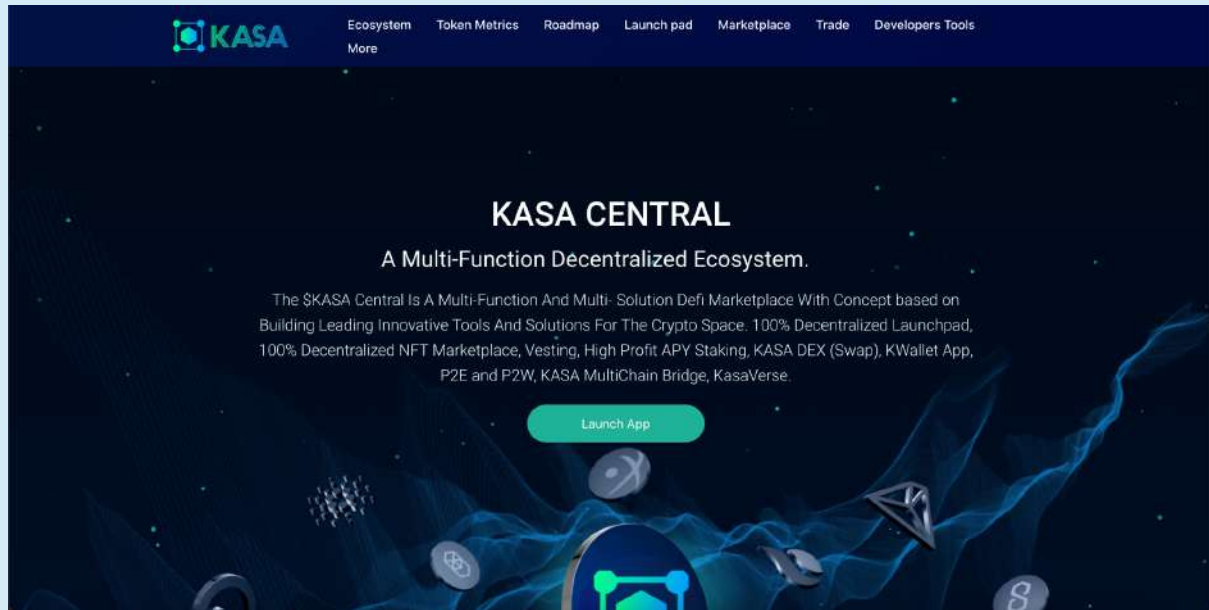 KASA
Ecosystem Token Metrics Roadmap Launch pad Marketplace Trade Developers Tools
More
KASA CENTRAL
A Multi-Function Decentralized Ecosystem.
The $KASA Central Is A Multi-Function And Multi- Solution Defi Marketplace With Concept based on
Building Leading Innovative Tools And Solutions For The Crypto Space. 100% Decentralized Launchpad,
100% Decentralized NFT Marketplace, Vesting, High Profit APY Staking, KASA DEX (Swap), KWallet App,
P2E and P2W, KASA MultiChain Bridge, KasaVerse.
Launch App